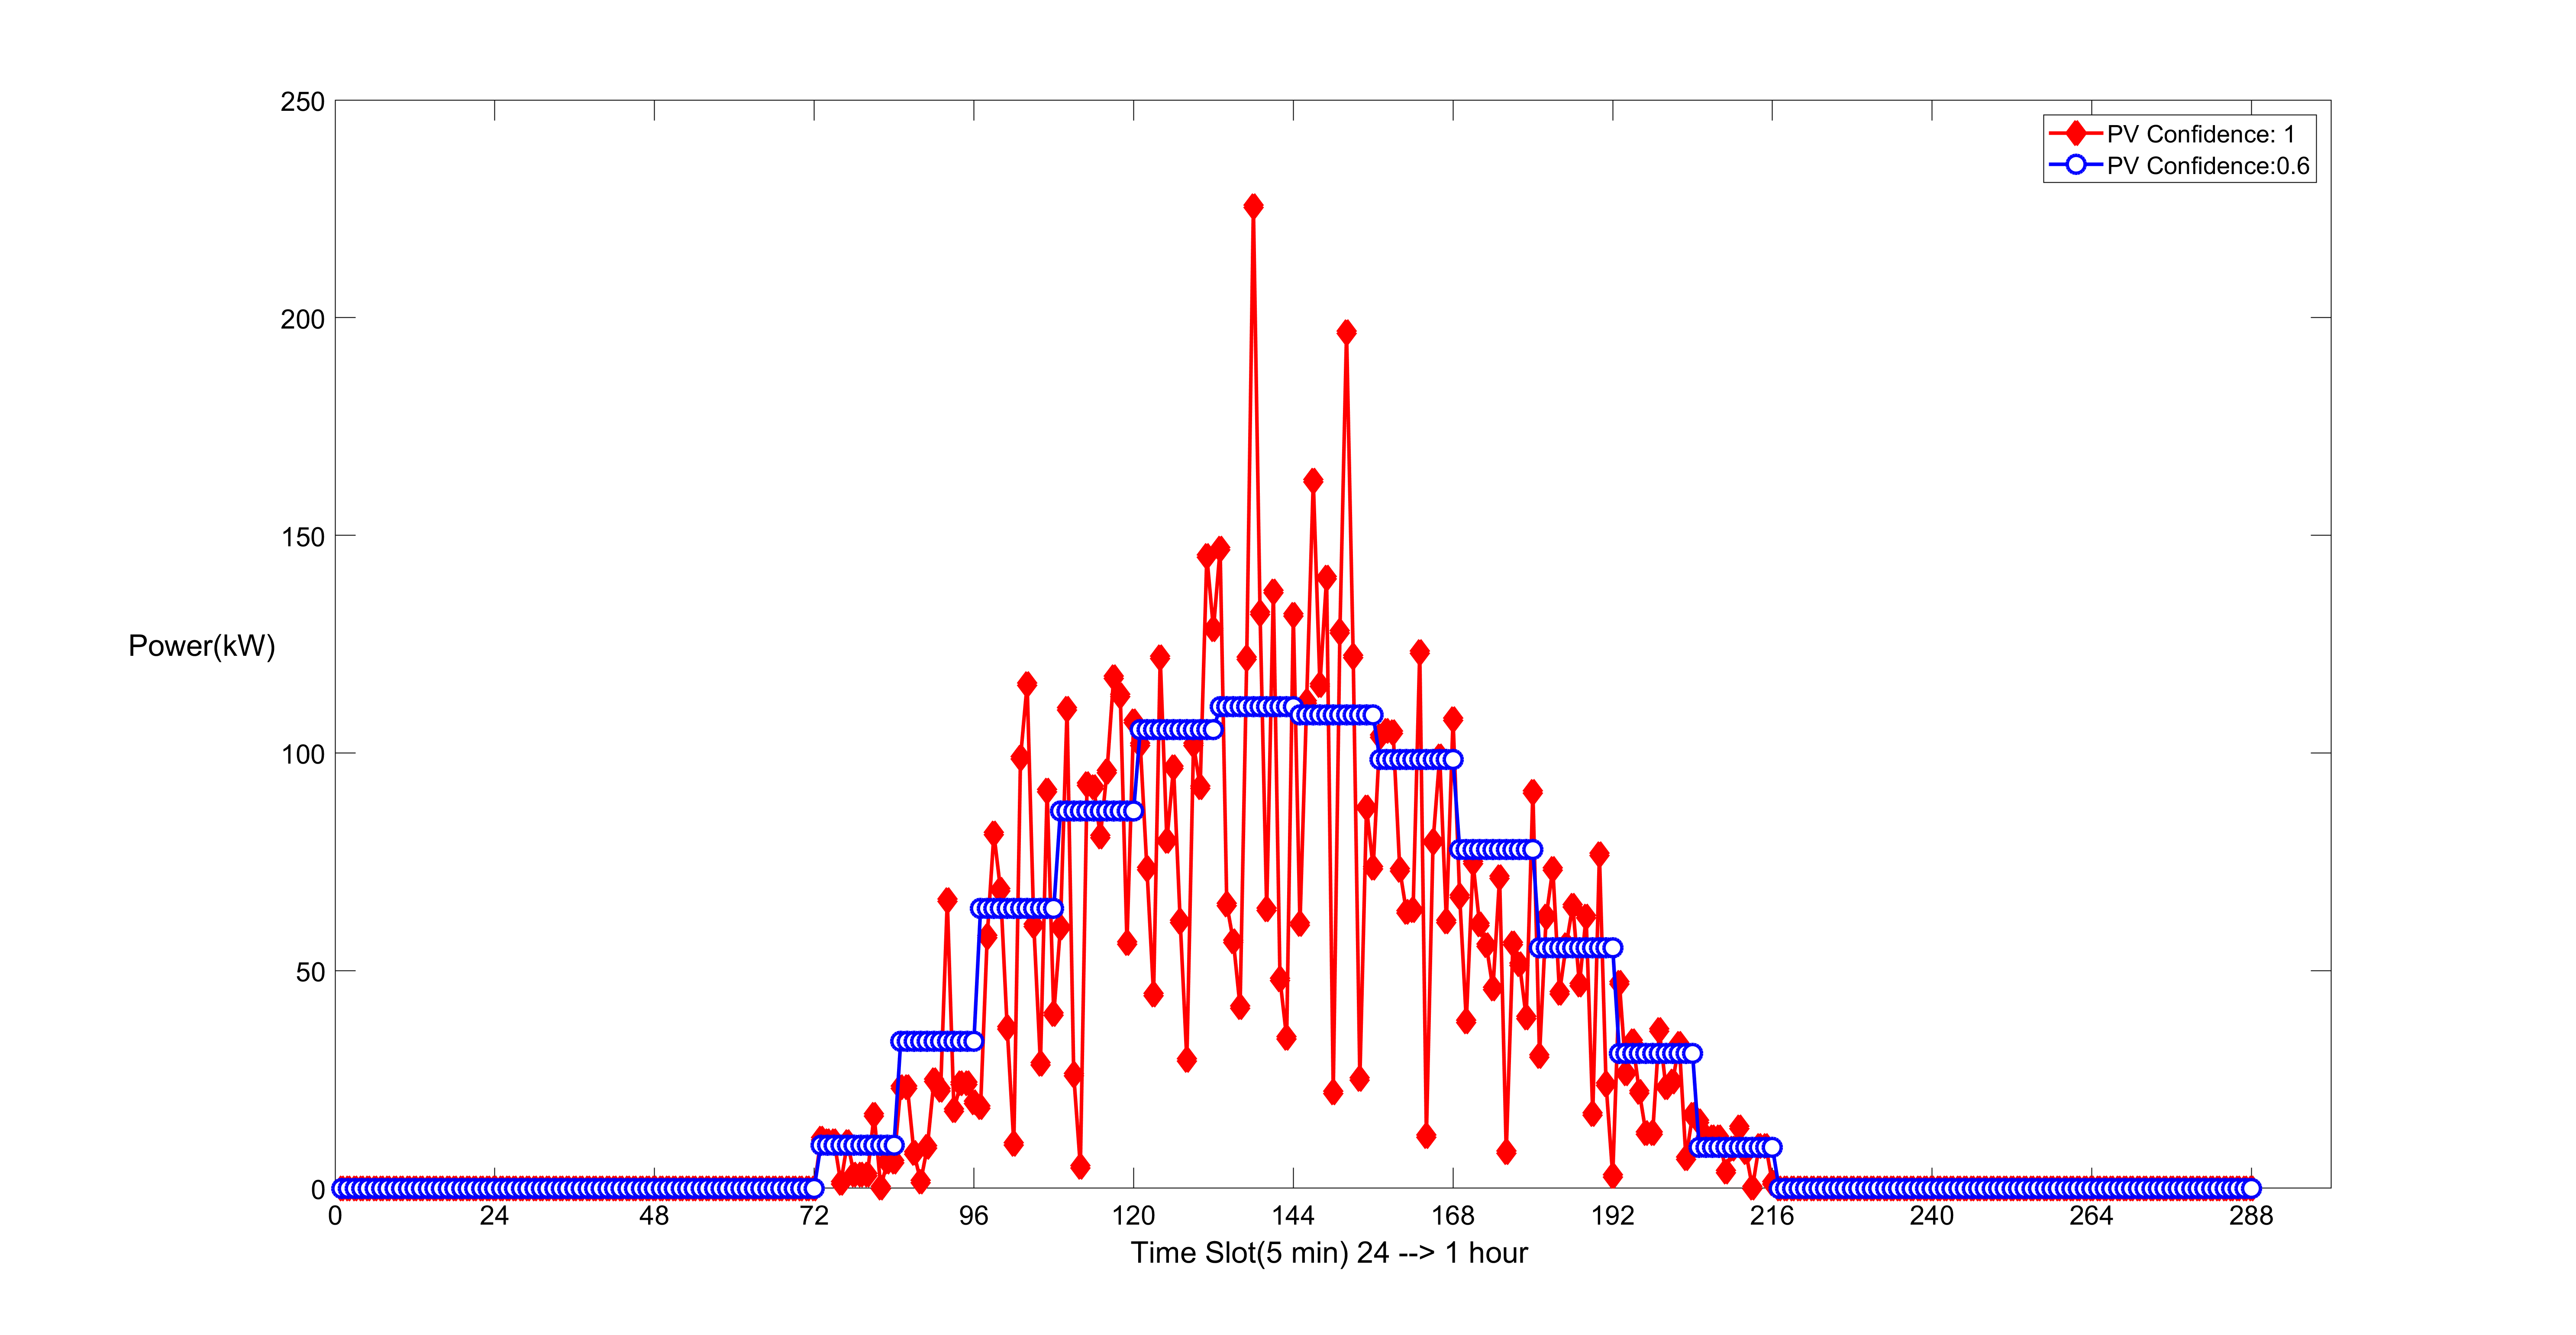 250
200
150
100
50
0
Power(kW)
PV Confidence: 1
PV Confidence:0.6
0 24 48 72 96 120 144 168 192 216 240 264 288
Time Slot(5 min) 24 --> 1 hour